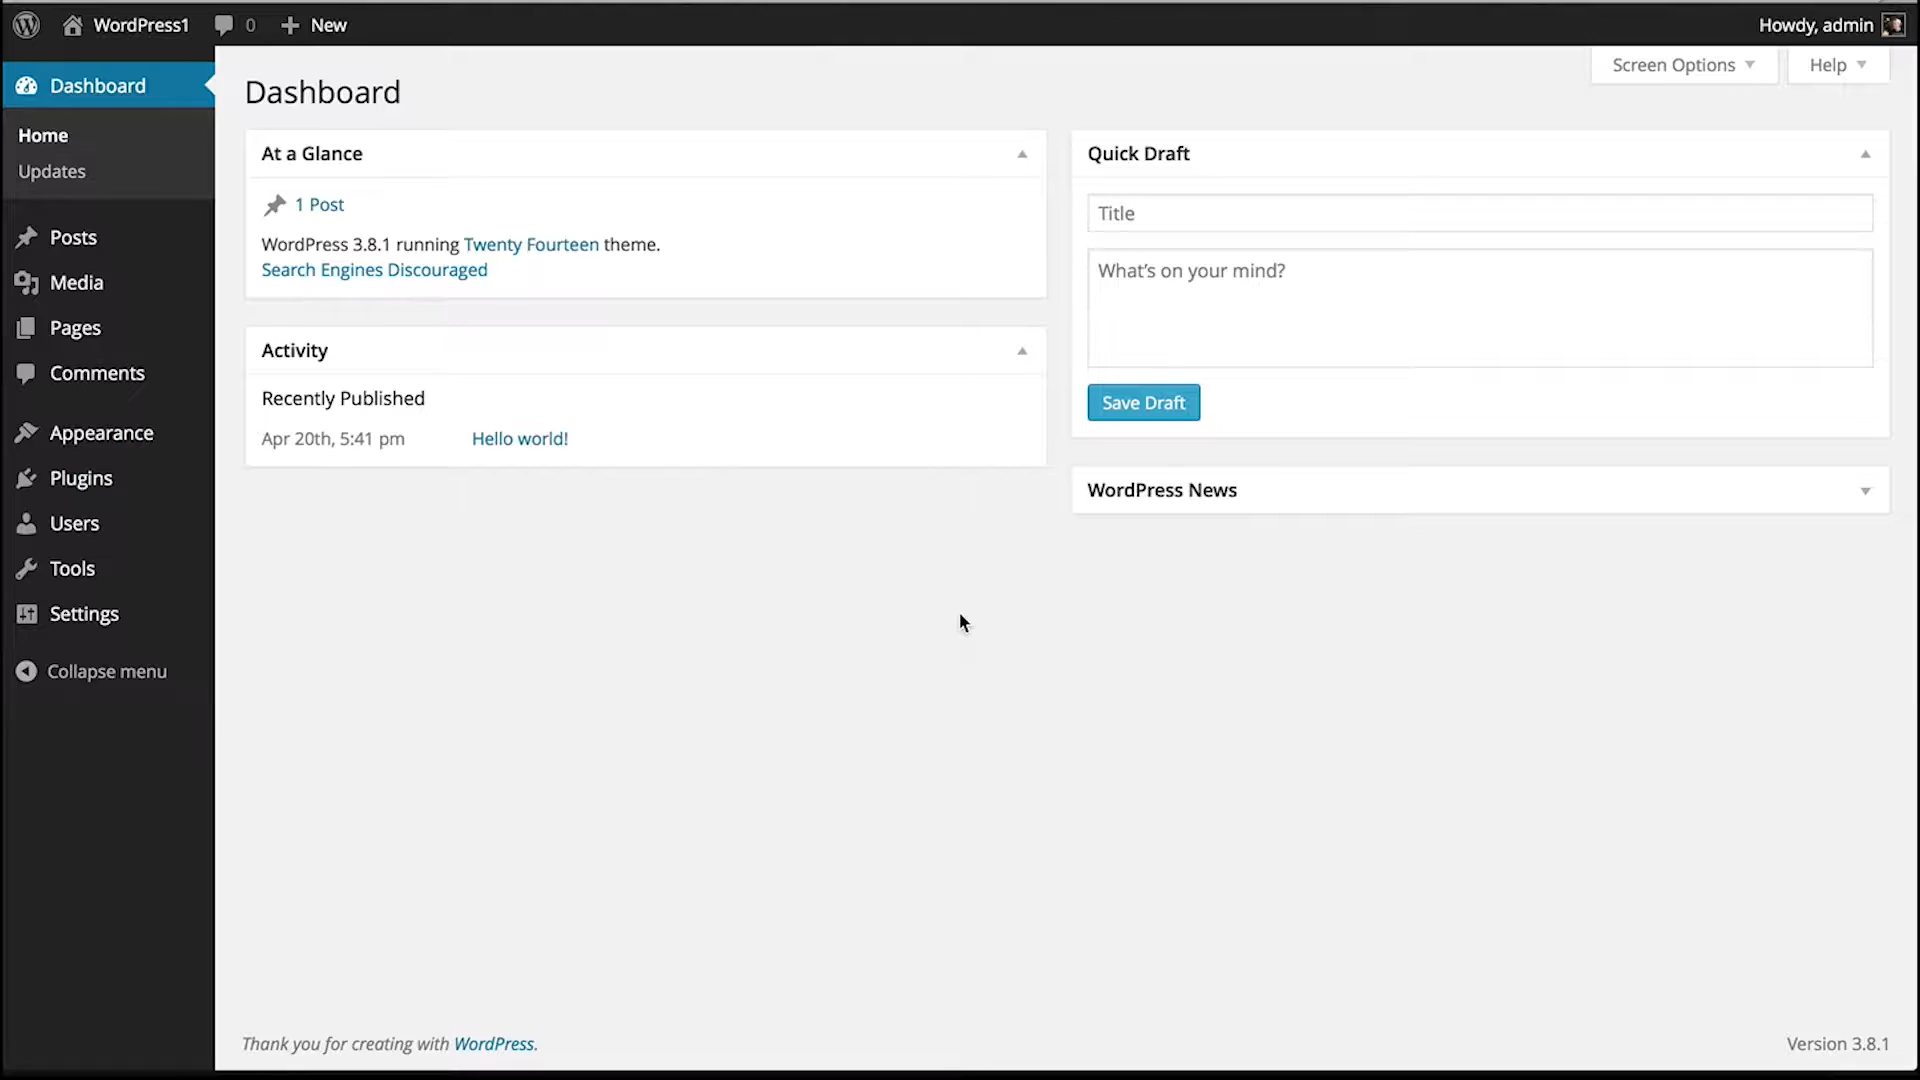 WordPress1 0 New Howdy, admin
Dashboard
Home
Updates
Posts
Media
Pages
Comments
Appearance
Plugins
Users
Tools
Settings
Collapse menu
Screen Options Help
Dashboard
At a Glance
1 Post
WordPress 3.8.1 running Twenty Fourteen theme.
Search Engines Discouraged
Activity
Recently Published
Apr 20th, 5:41 pm Hello world!
Quick Draft
Title
What's on your mind?
Save Draft
WordPress News
Thank you for creating with WordPress.
Version 3.8.1